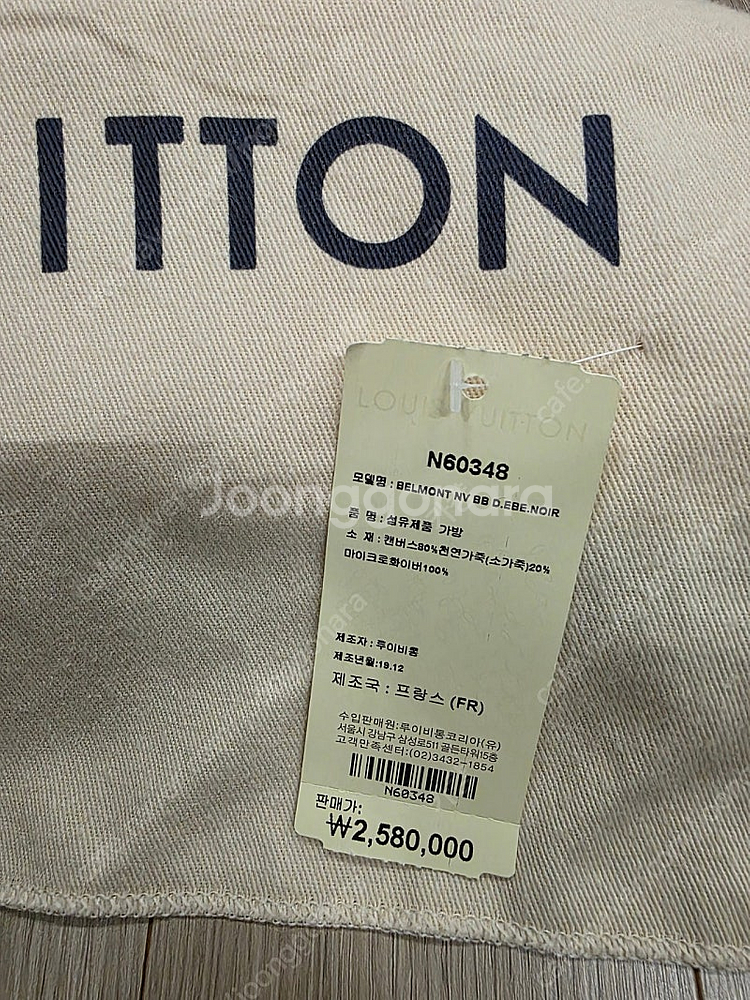 ITTON
LOUIS VUITTON
N60348
모델명 : BELMONT NV BB D.EBE.NOIR
Joonggonara
품 명 : 섬유제품 가방
소 재 : 캔버스80%천연가죽(소가죽)20%
마이크로화이버100%
제조자 : 루이비통
제조년월:19.12
제조국 : 프랑스 (FR)
수입판매원:루이비통코리아(유)
서울시 강남구 삼성로511 골든타워15층
고객만족센터:(02)3432-1854
N60348
판매가:
₩2,580,000